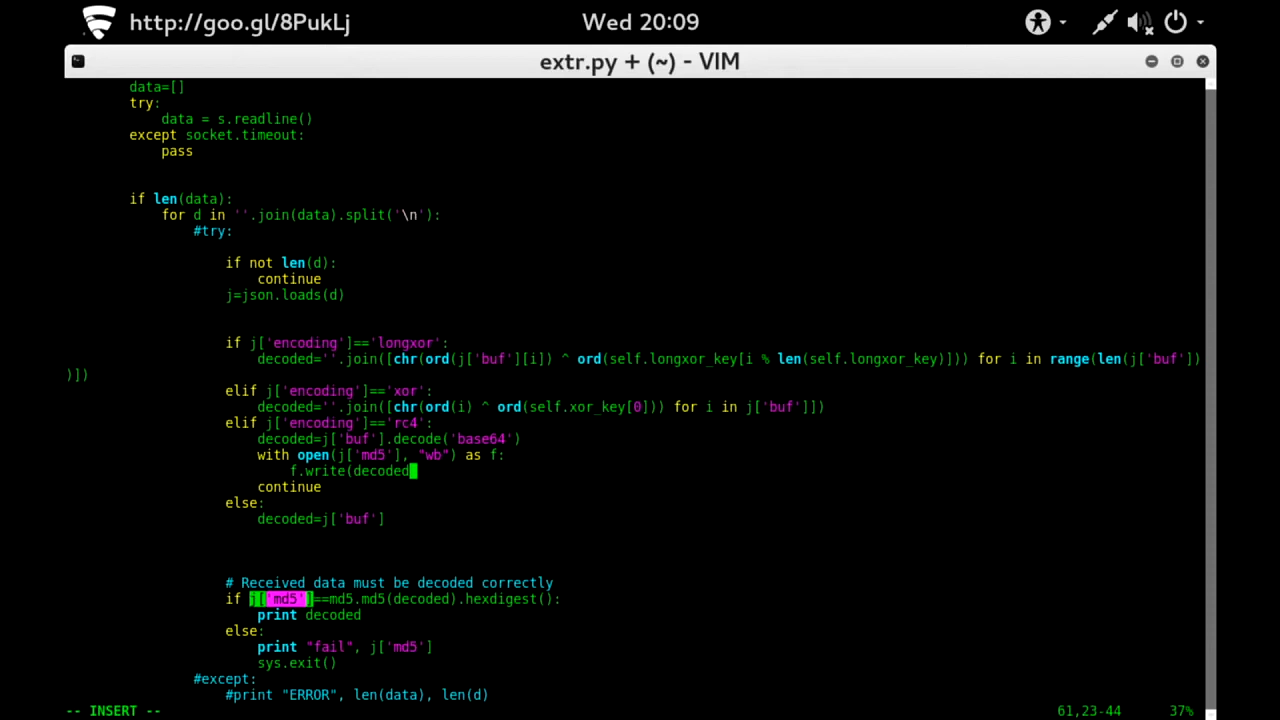 http://goo.gl/8PukLj
Wed 20:09
extr.py + (~) - VIM
data=[]
try:
data = s.readline()
except socket.timeout:
pass
if len(data):
for d in ''.join(data).split('\n'):
#try:
if not len(d):
continue
j=json.loads(d)
if j['encoding']=='longxor':
decoded=''.join([chr(ord(j['buf'][i]) ^ ord(self.longxor_key[i % len(self.longxor_key)])) for i in range(len(j['buf'])
)])
elif j['encoding']=='xor':
decoded=''.join([chr(ord(i) ^ ord(self.xor_key[0])) for i in j['buf']])
elif j['encoding']=='rc4':
decoded=j['buf'].decode('base64')
with open(j['md5'], "wb") as f:
f.write(decoded
continue
else:
decoded=j['buf']
# Received data must be decoded correctly
if j['md5']==md5.md5(decoded).hexdigest():
print decoded
else:
print "fail", j['md5']
sys.exit()
#except:
#print "ERROR", len(data), len(d)
-- INSERT --
61,23-44
37%